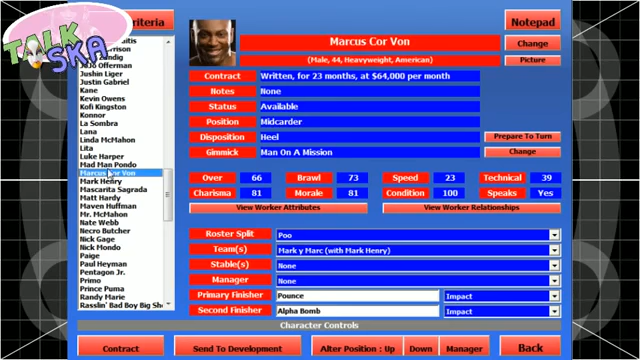 TALK
SKA
riteria
Notepad
Marcus Cor Von
(Male, 44, Heavyweight, American)
Change
Picture
Contract Written, for 23 months, at $64,000 per month
Notes None
Status Available
Position Midcarder
Disposition Heel Prepare To Turn
Gimmick Man On A Mission Change
Over 66 Brawl 73 Speed 23 Technical 39
Charisma 81 Morale 81 Condition 100 Speaks Yes
View Worker Attributes View Worker Relationships
Roster Split Poo
Team(s) Mark y Marc (with Mark Henry)
Stable(s) None
Manager None
Primary Finisher Pounce Impact
Second Finisher Alpha Bomb Impact
Character Controls
Contract Send To Development Alter Position : Up Down Manager Back
JoJo Offerman
Jushin Liger
Justin Gabriel
Kane
Kevin Owens
Kofi Kingston
Konnor
La Sombra
Lana
Linda McMahon
Lita
Luke Harper
Mad Man Pondo
Marcus Cor Von
Mark Henry
Mascarita Sagrada
Matt Hardy
Maven Huffman
Mr. McMahon
Nate Webb
Necro Butcher
Nick Gage
Nick Mondo
Paige
Paul Heyman
Pentagon Jr.
Primo
Prince Puma
Randy Marie
Rasslin' Bad Boy Big Sho